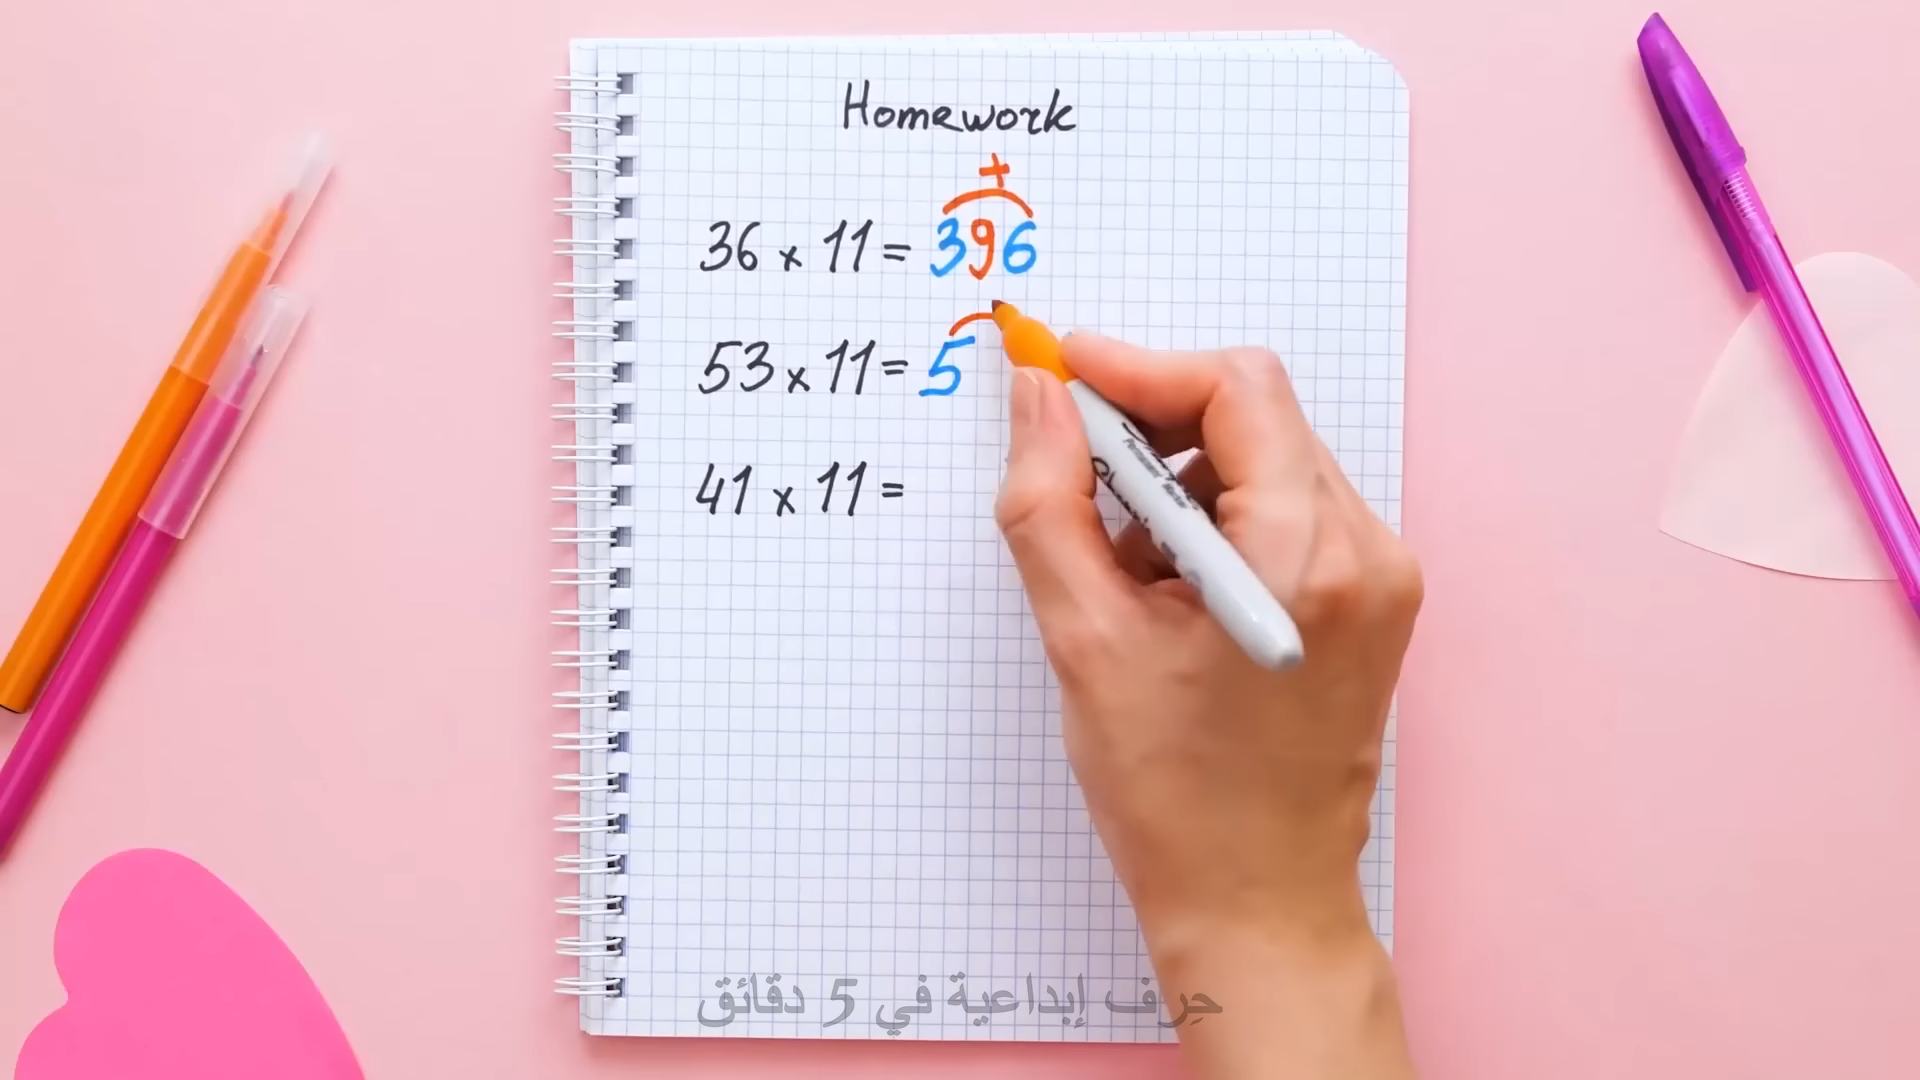 Homework
+
36 x 11 = 396
53 x 11 = 5
41 x 11 =
حِرف إبداعية في 5 دقائق